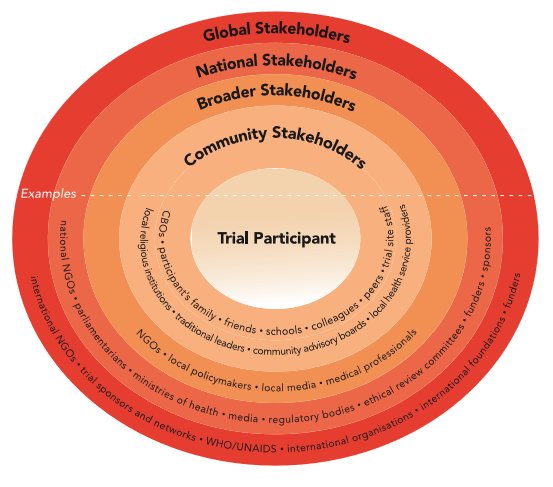 Global Stakeholders
National Stakeholders
Broader Stakeholders
Community Stakeholders
Examples
Trial Participant
CBOs • participant's family • friends • schools • colleagues • peers • trial site staff
local religious institutions • traditional leaders • community advisory boards • local health service providers
NGOs • local policymakers • local media • medical professionals
national NGOs • parliamentarians • ministries of health • media • regulatory bodies • ethical review committees • funders • sponsors
international NGOs • trial sponsors and networks • WHO/UNAIDS • international organisations • international foundations • funders